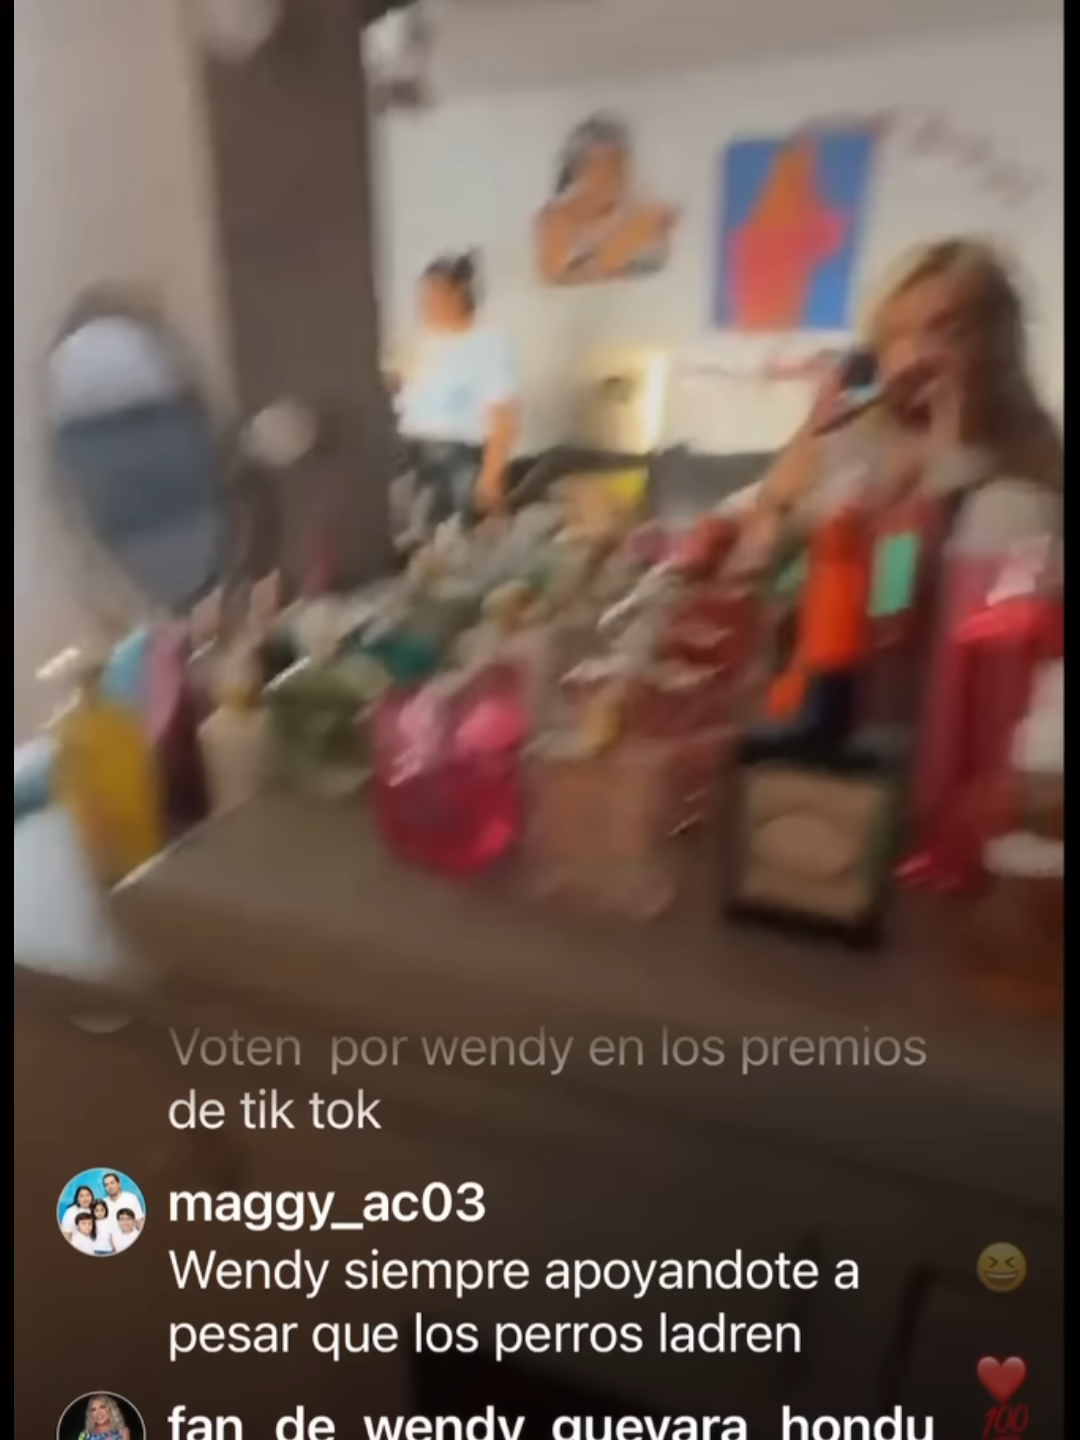 Voten por wendy en los premios
de tik tok
maggy_ac03
Wendy siempre apoyandote a
pesar que los perros ladren
fan_de_wendy_guevara_hondu
100